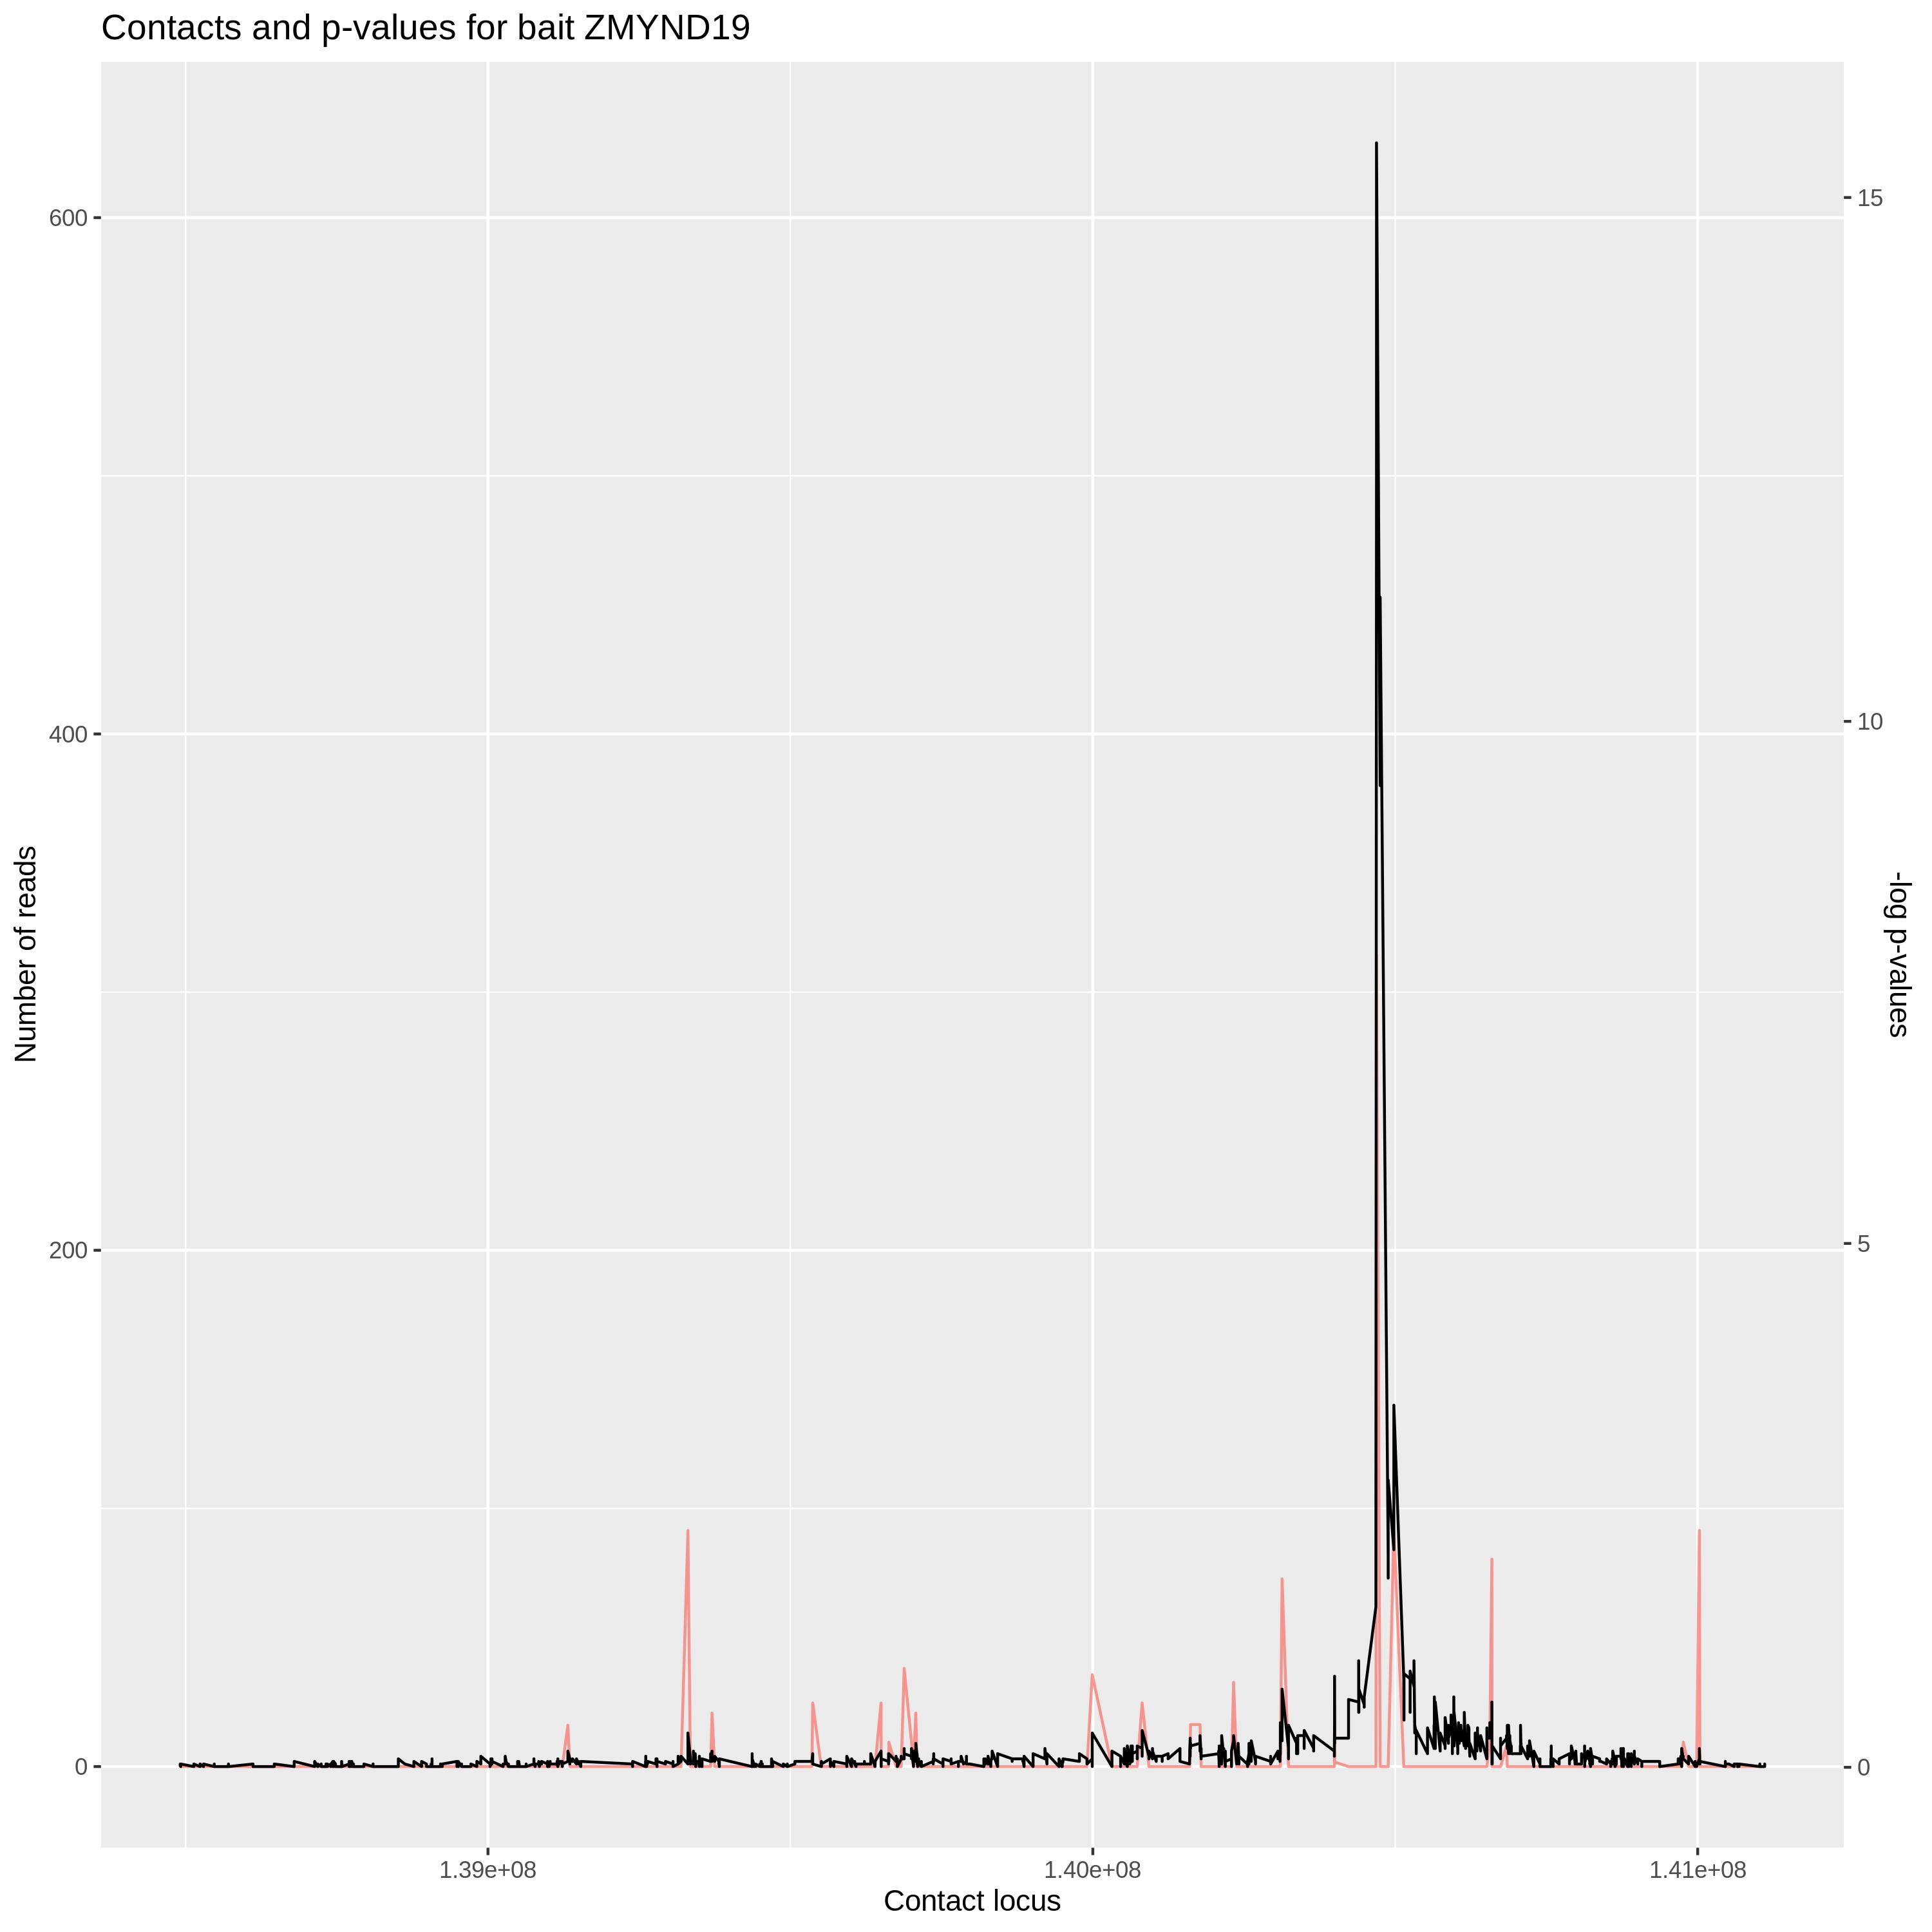 Contacts and p-values for bait ZMYND19
600
400
200
0
15
10
5
0
Number of reads
-log p-values
1.39e+08 1.40e+08 1.41e+08
Contact locus